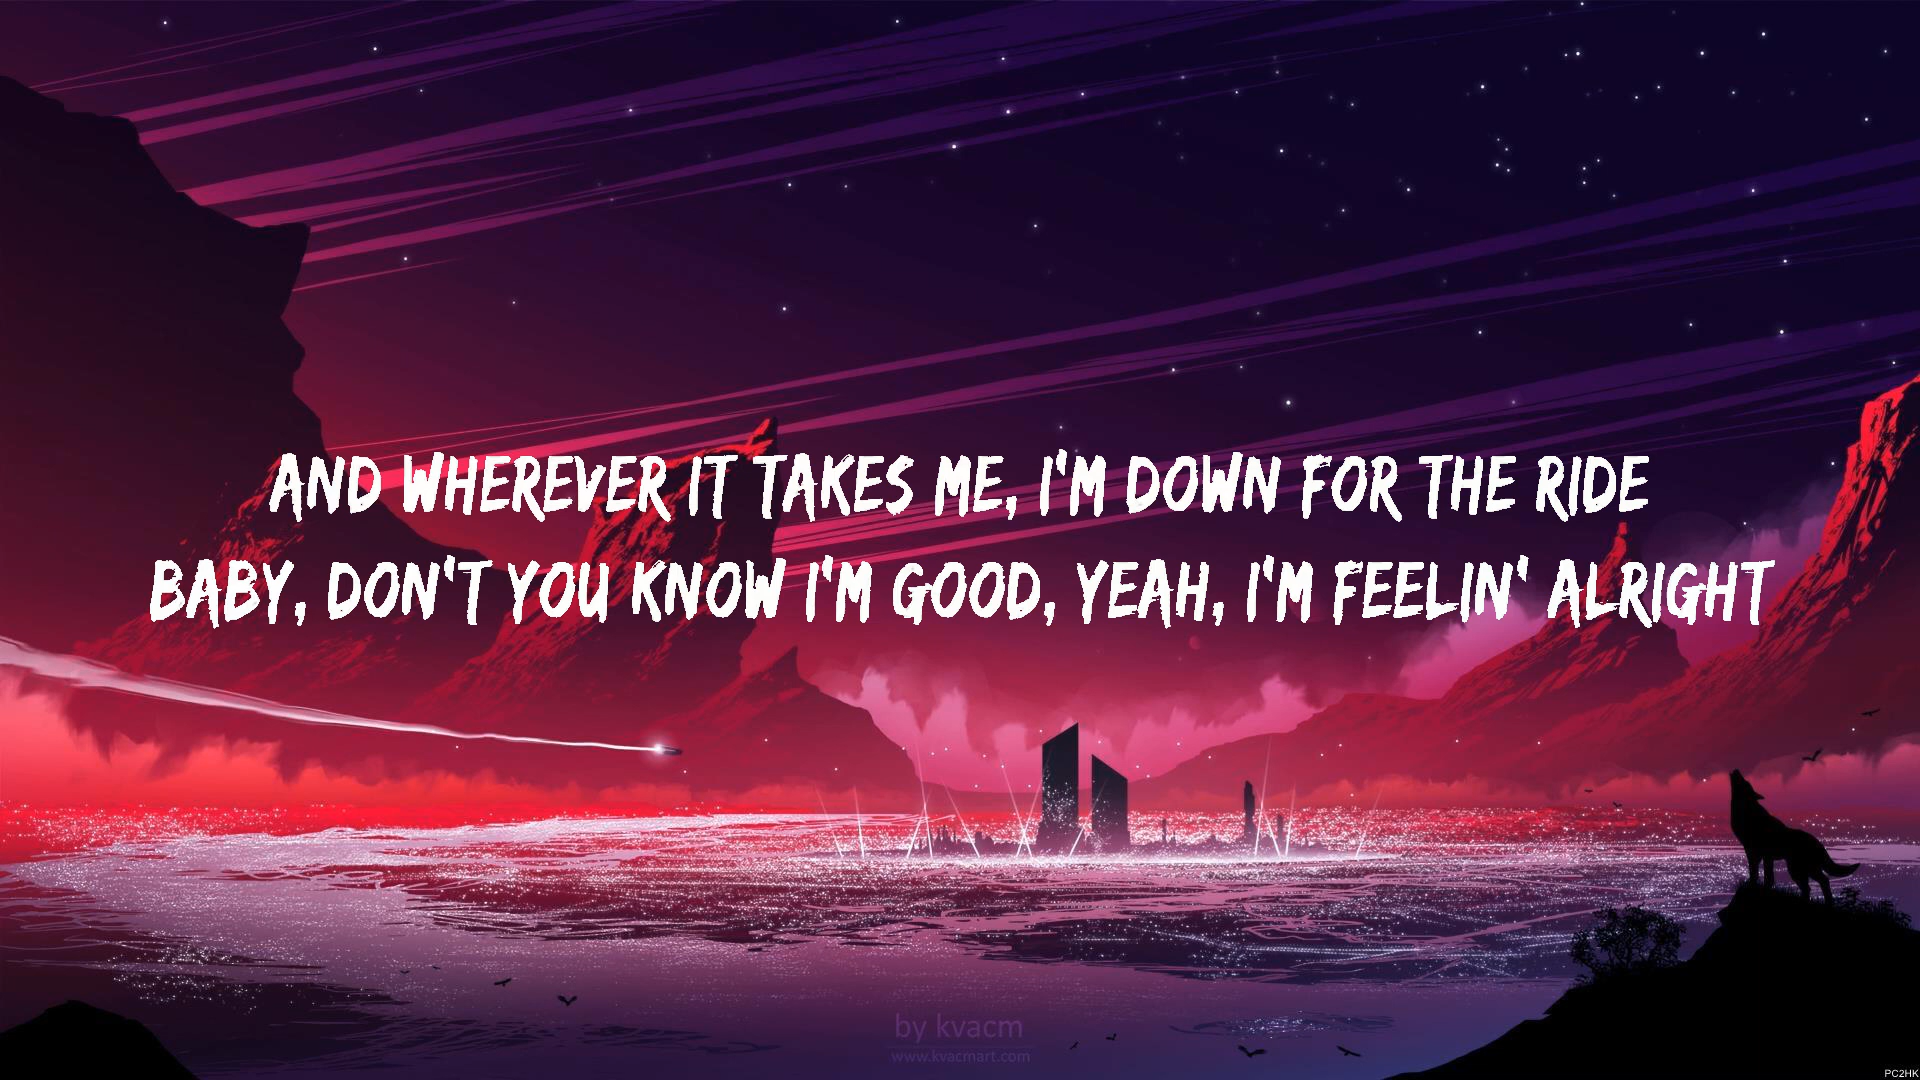 AND WHEREVER IT TAKES ME, I'M DOWN FOR THE RIDE
BABY, DON'T YOU KNOW I'M GOOD, YEAH, I'M FEELIN' ALRIGHT
by kvacm
www.kvacmart.com
PC2HK